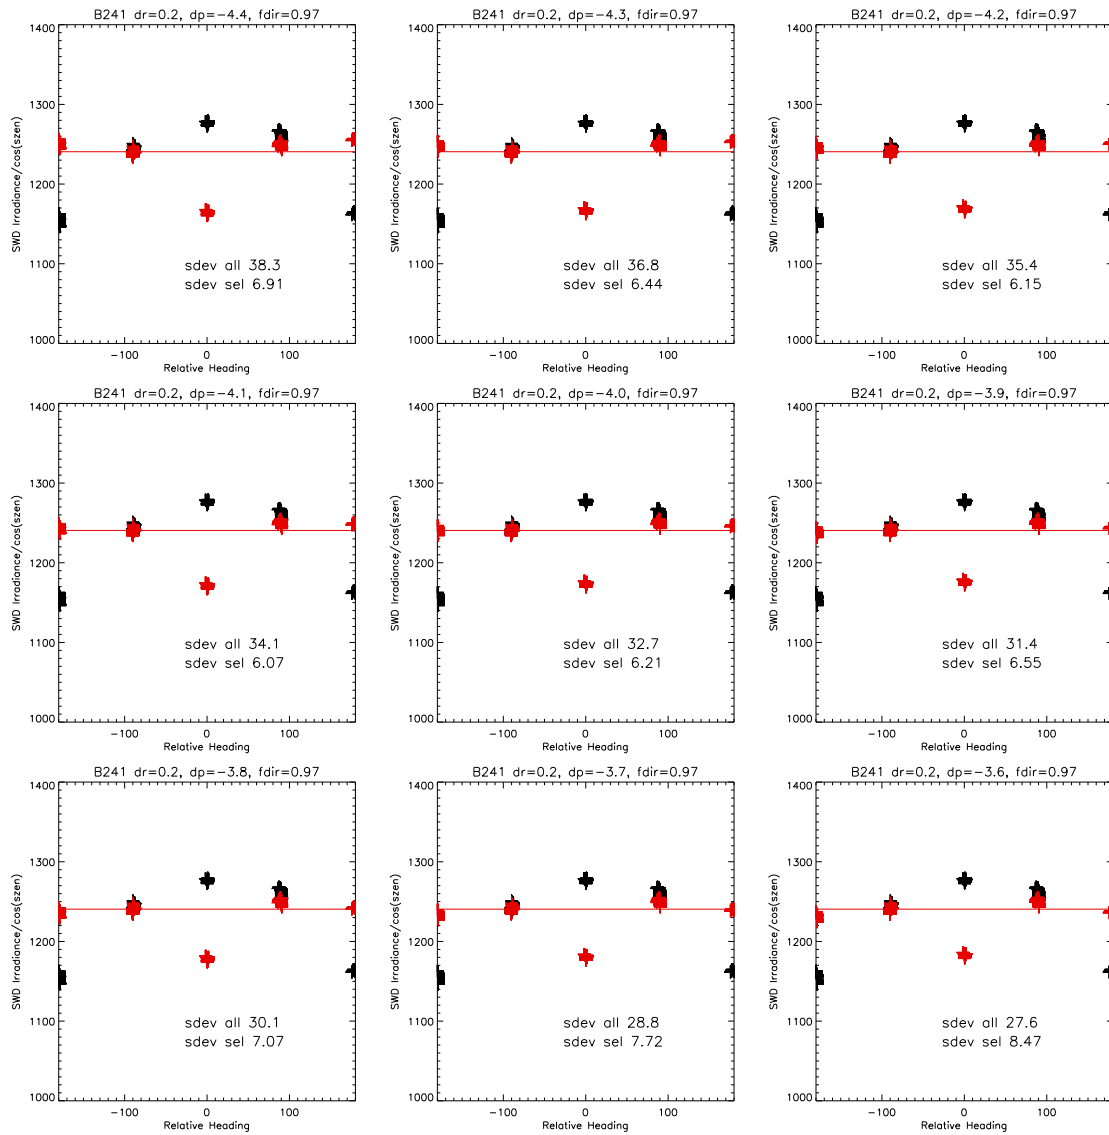 B241 dr=0.2, dp=−4.4, fdir=0.97
1400
1300
1200
1100
1000
SWD Irradiance/cos(szen)
sdev all 38.3
sdev sel 6.91
−100 0 100
Relative Heading
B241 dr=0.2, dp=−4.3, fdir=0.97
1400
1300
1200
1100
1000
SWD Irradiance/cos(szen)
sdev all 36.8
sdev sel 6.44
−100 0 100
Relative Heading
B241 dr=0.2, dp=−4.2, fdir=0.97
1400
1300
1200
1100
1000
SWD Irradiance/cos(szen)
sdev all 35.4
sdev sel 6.15
−100 0 100
Relative Heading
B241 dr=0.2, dp=−4.1, fdir=0.97
1400
1300
1200
1100
1000
SWD Irradiance/cos(szen)
sdev all 34.1
sdev sel 6.07
−100 0 100
Relative Heading
B241 dr=0.2, dp=−4.0, fdir=0.97
1400
1300
1200
1100
1000
SWD Irradiance/cos(szen)
sdev all 32.7
sdev sel 6.21
−100 0 100
Relative Heading
B241 dr=0.2, dp=−3.9, fdir=0.97
1400
1300
1200
1100
1000
SWD Irradiance/cos(szen)
sdev all 31.4
sdev sel 6.55
−100 0 100
Relative Heading
B241 dr=0.2, dp=−3.8, fdir=0.97
1400
1300
1200
1100
1000
SWD Irradiance/cos(szen)
sdev all 30.1
sdev sel 7.07
−100 0 100
Relative Heading
B241 dr=0.2, dp=−3.7, fdir=0.97
1400
1300
1200
1100
1000
SWD Irradiance/cos(szen)
sdev all 28.8
sdev sel 7.72
−100 0 100
Relative Heading
B241 dr=0.2, dp=−3.6, fdir=0.97
1400
1300
1200
1100
1000
SWD Irradiance/cos(szen)
sdev all 27.6
sdev sel 8.47
−100 0 100
Relative Heading